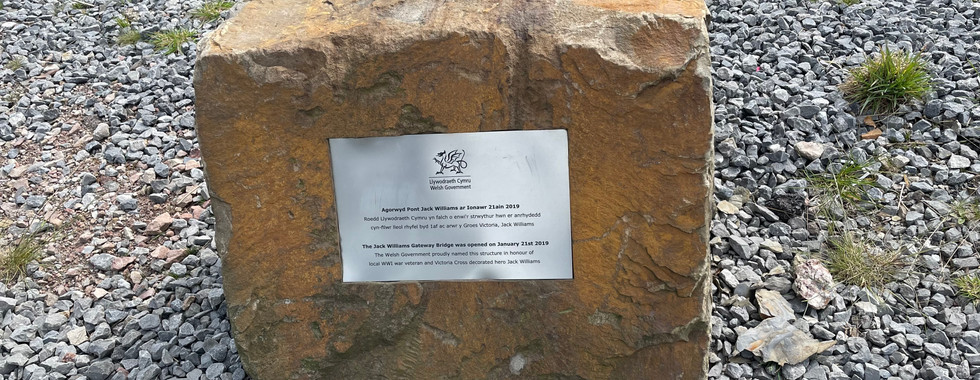 Llywodraeth Cymru
Welsh Government
Agorwyd Pont Jack Williams ar Ionawr 21ain 2019
Roedd Llywodraeth Cymru yn falch o enwi'r strwythur hwn er anrhydedd
cyn-filwr lleol rhyfel byd 1af ac arwr y Groes Victoria, Jack Williams
The Jack Williams Gateway Bridge was opened on January 21st 2019
The Welsh Government proudly named this structure in honour of
local WW1 war veteran and Victoria Cross decorated hero Jack Williams